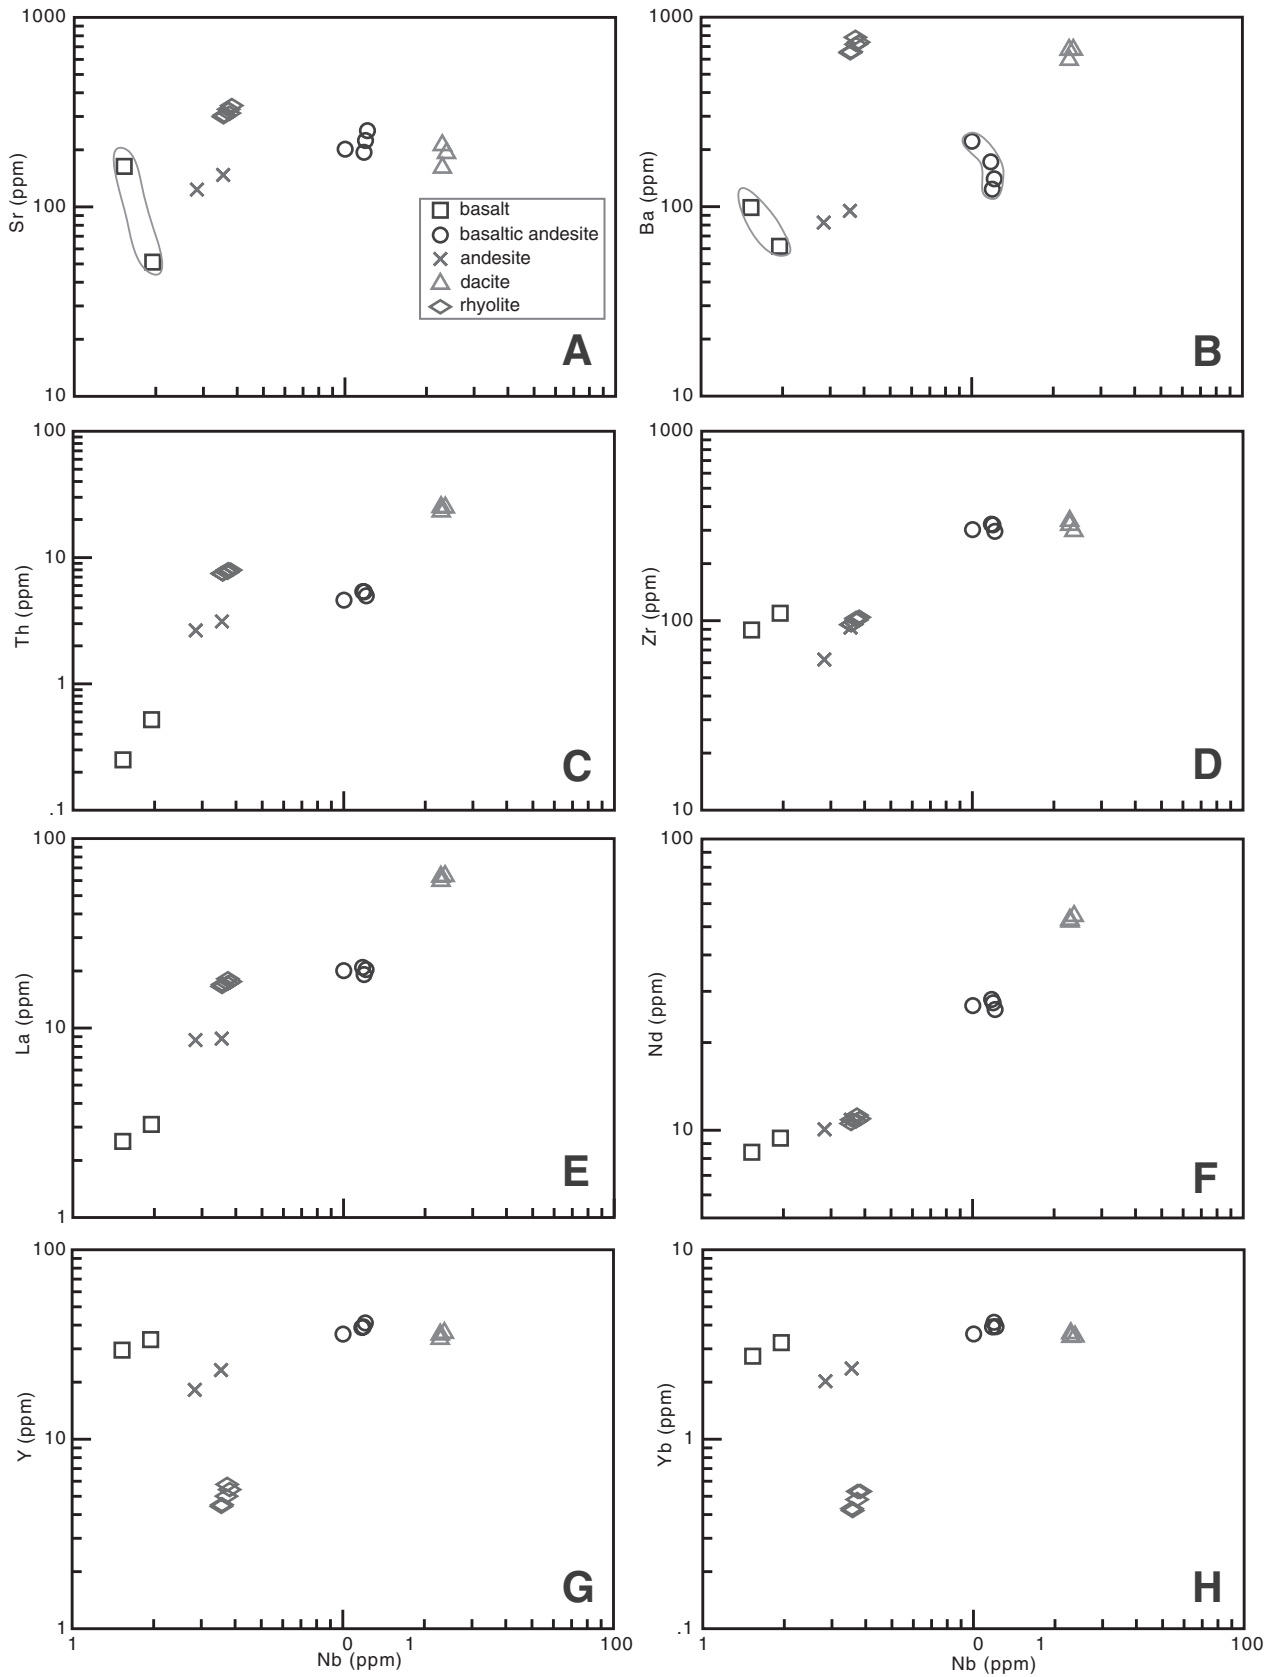 1000
Sr (ppm)
100
10
basalt
basaltic andesite
andesite
dacite
rhyolite
A
1000
Ba (ppm)
100
10
B
100
Th (ppm)
10
1
.1
C
1000
Zr (ppm)
100
10
D
100
La (ppm)
10
1
E
100
Nd (ppm)
10
F
100
Y (ppm)
10
1
G
1 0 1 100
Nb (ppm)
10
Yb (ppm)
1
.1
H
1 0 1 100
Nb (ppm)